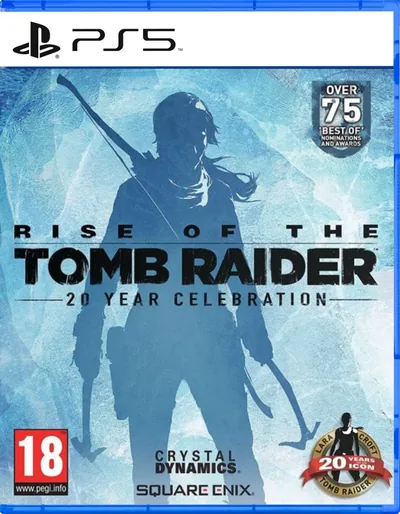 PS5
OVER
75
BEST OF
NOMINATIONS
AND AWARDS
RISE OF THE
TOMB RAIDER™
20 YEAR CELEBRATION
18
www.pegi.info
CRYSTAL
DYNAMICS®
SQUARE ENIX®
LARA CROFT
20 YEARS ICON
TOMB RAIDER